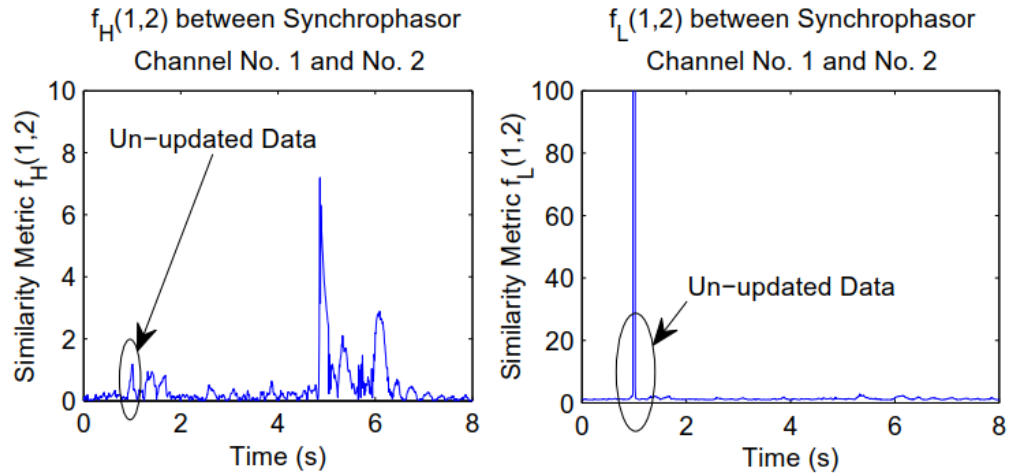 f_H(1,2) between Synchrophasor
Channel No. 1 and No. 2
10
8
6
4
2
0
Similarity Metric f_H(1,2)
Un−updated Data
0 2 4 6 8
Time (s)
f_L(1,2) between Synchrophasor
Channel No. 1 and No. 2
100
80
60
40
20
0
Similarity Metric f_L(1,2)
Un−updated Data
0 2 4 6 8
Time (s)